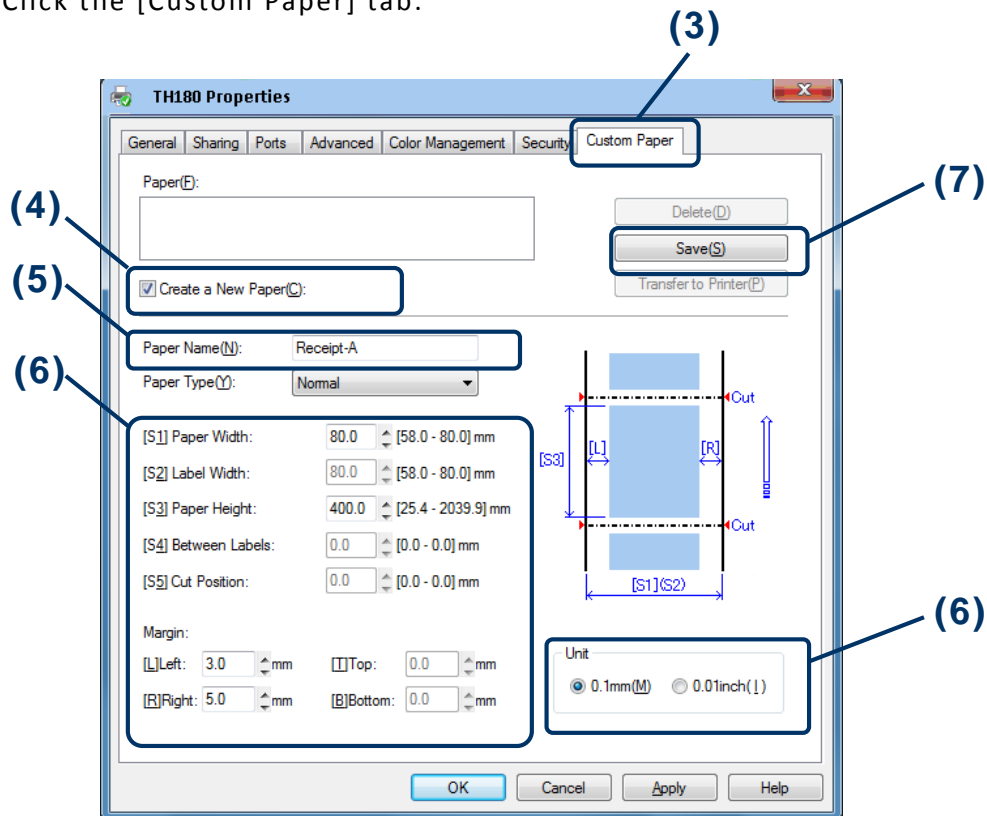 Click the [Custom Paper] tab.
(3)
TH180 Properties
General Sharing Ports Advanced Color Management Security Custom Paper
Paper(F):
(7)
Delete(D)
(4)
Save(S)
(5)
Create a New Paper(C):
Transfer to Printer(P)
Paper Name(N): Receipt-A
(6)
Paper Type(Y): Normal
Cut
[S1] Paper Width: 80.0 [58.0 - 80.0] mm
[L] [R]
[S3]
[S2] Label Width: 80.0 [58.0 - 80.0] mm
[S3] Paper Height: 400.0 [25.4 - 2039.9] mm
Cut
[S4] Between Labels: 0.0 [0.0 - 0.0] mm
[S5] Cut Position: 0.0 [0.0 - 0.0] mm
[S1](S2)
(6)
Margin:
Unit
[L]Left: 3.0 mm [T]Top: 0.0 mm
0.1mm(M) 0.01inch(I)
[R]Right: 5.0 mm [B]Bottom: 0.0 mm
OK Cancel Apply Help